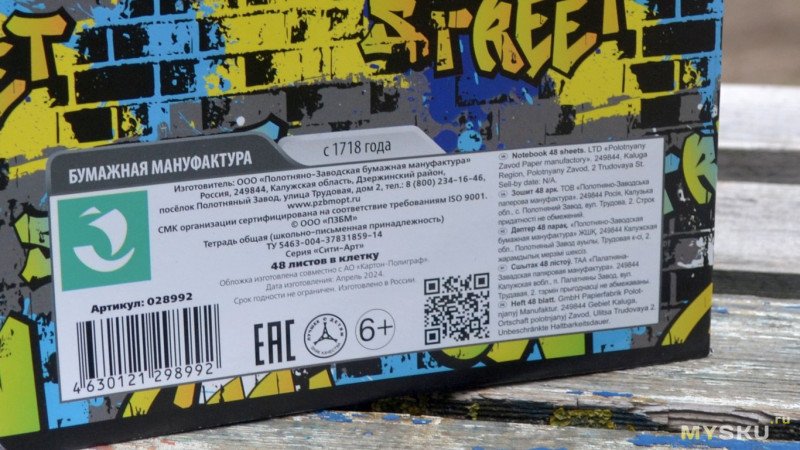 ET
STREET
БУМАЖНАЯ МАНУФАКТУРА
с 1718 года
Изготовитель: ООО «Полотняно-Заводская бумажная мануфактура»
Россия, 249844, Калужская область, Дзержинский район,
посёлок Полотняный Завод, улица Трудовая, дом 2, тел.: 8 (800) 234-16-46,
www.pzbmopt.ru
СМК организации сертифицирована на соответствие требованиям ISO 9001.
© ООО «ПЗБМ»
Тетрадь общая (школьно-письменная принадлежность)
ТУ 5463-004-37831859-14
Серия «Сити-Арт»
48 листов в клетку
Обложка изготовлена совместно с АО «Картон-Полиграф».
Дата изготовления: Апрель 2024.
Срок годности не ограничен. Изготовлено в России.
Артикул: 028992
4 630121 298992
EAC
6+
Notebook 48 sheets. LTD «Polotnyany
Zavod Paper manufactory». 249844, Kaluga
Region, Polotnyany Zavod, 2 Trudovaya St.
Sell-by date: N/A
Зошит 48 арк. ТОВ «Полотняно-Заводська
паперова мануфактура», 249844 Росія, Калузька
обл., с. Полотняний Завод, вул. Трудова, 2. Строк
придатності не обмежений.
Дәптер 48 парақ. «Полотняно-Заводская
бумажная мануфактура» ЖШҚ, 249844 Калужская
обл., Полотняный Завод ауылы, Трудовая к-сі, 2.
жарамдылық мерзімі шексіз
Сшытак 48 лістоў. ТАА «Палатняна-
Завадская папяровая мануфактура». 249844
Калужская вобл. п. Палатняны Завод, вул.
Трудавая, 2. тэрмін прыгоднасці не абмежаваны.
Heft 48 blatt. GmbH Papierfabrik Polot-
njanyj Manufaktur. 249844 Gebiet Kaluga,
Ortschaft polotnjanyj Zavod, Ulitsa Trudovaya 2.
Unbeschränkte Haltbarkeitsdauer.
MYSKU.ru